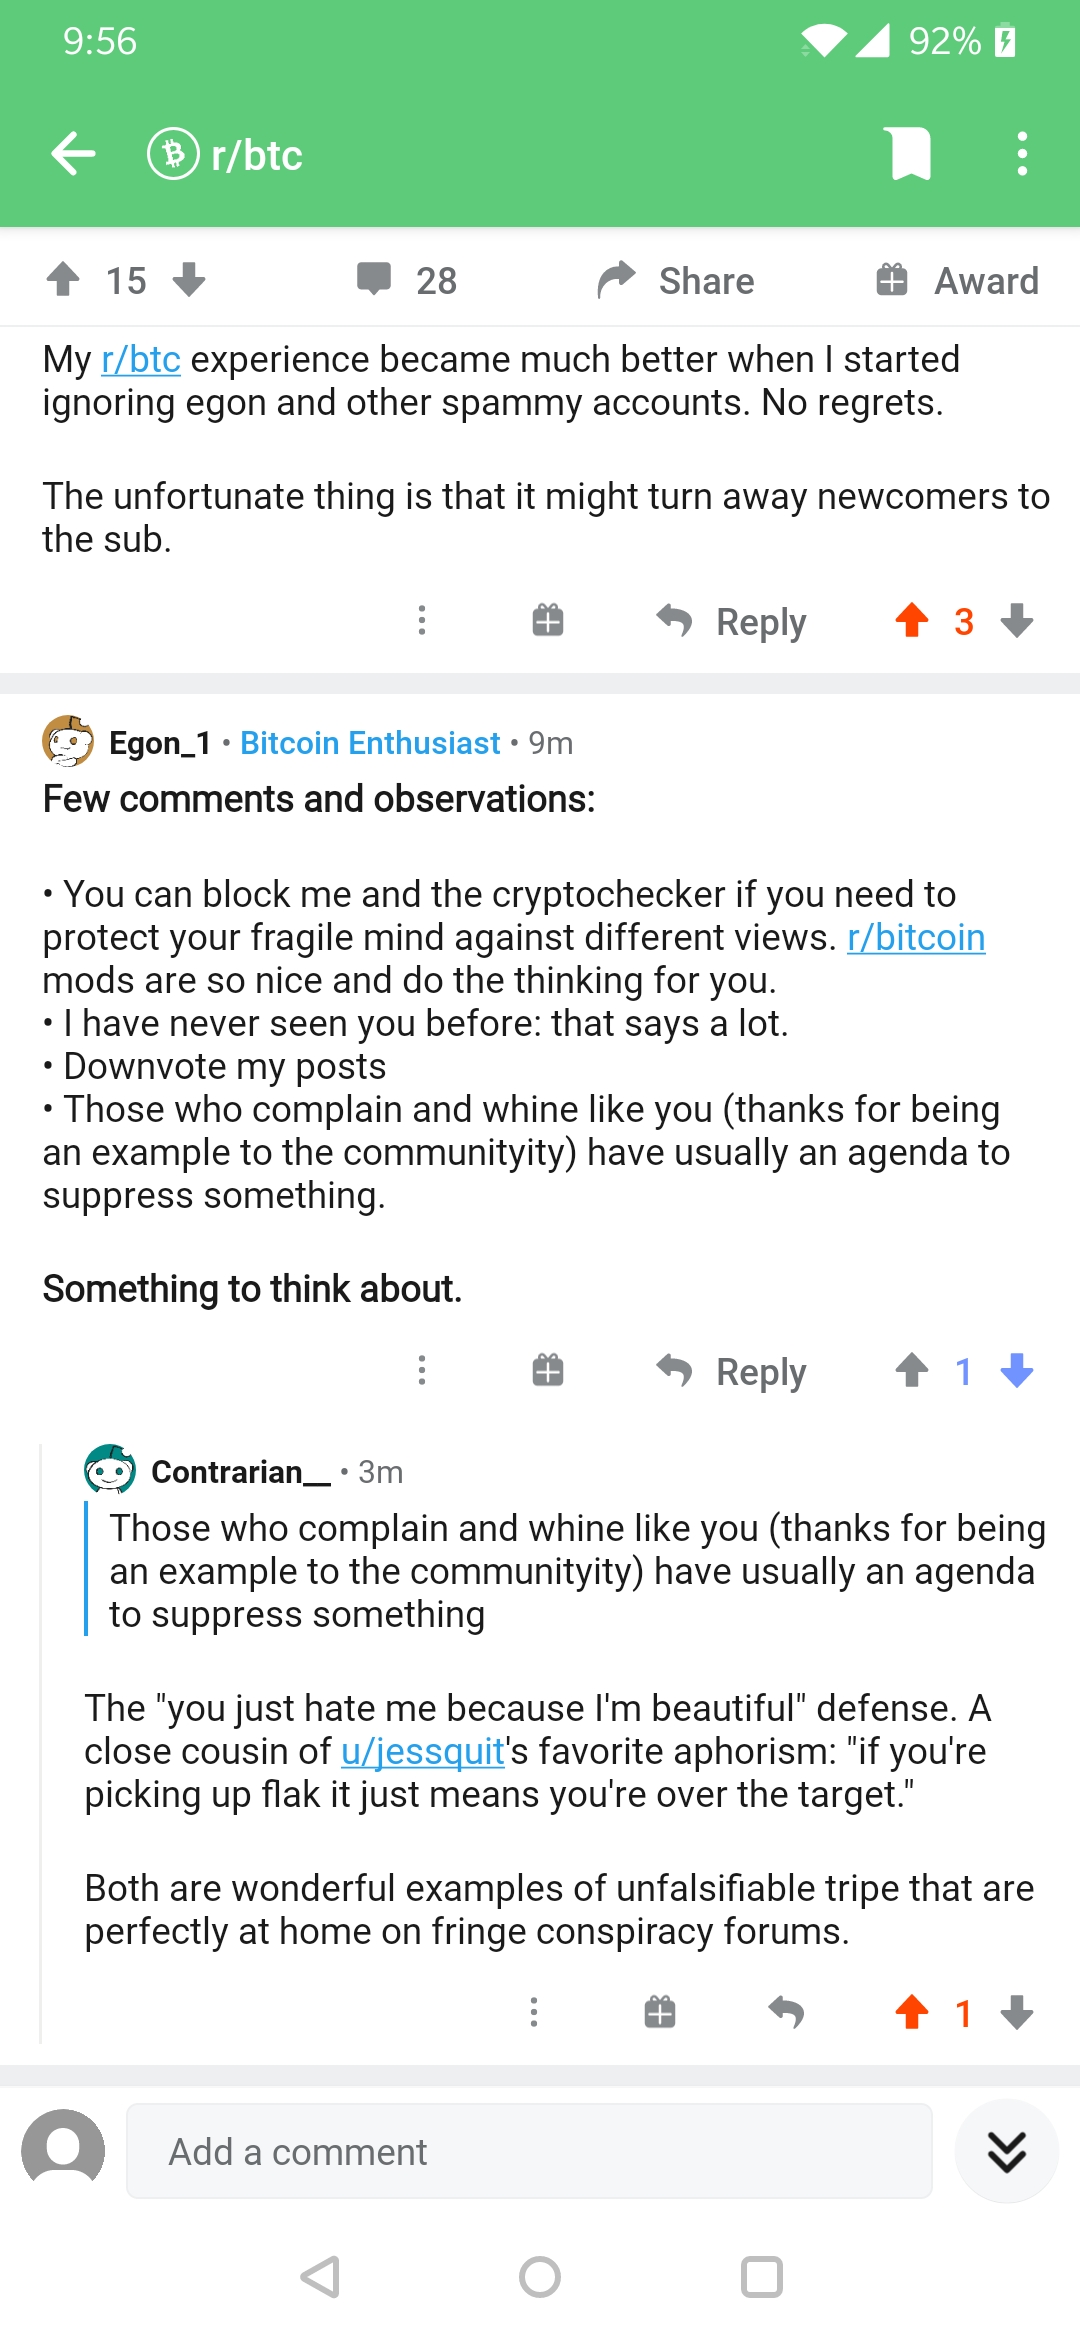 9:56
92%
r/btc
15
28
Share
Award
My r/btc experience became much better when I started
ignoring egon and other spammy accounts. No regrets.
The unfortunate thing is that it might turn away newcomers to
the sub.
Reply
3
Egon_1 • Bitcoin Enthusiast • 9m
Few comments and observations:
• You can block me and the cryptochecker if you need to
protect your fragile mind against different views. r/bitcoin
mods are so nice and do the thinking for you.
• I have never seen you before: that says a lot.
• Downvote my posts
• Those who complain and whine like you (thanks for being
an example to the communityity) have usually an agenda to
suppress something.
Something to think about.
Reply
1
Contrarian__ • 3m
Those who complain and whine like you (thanks for being
an example to the communityity) have usually an agenda
to suppress something
The "you just hate me because I'm beautiful" defense. A
close cousin of u/jessquit's favorite aphorism: "if you're
picking up flak it just means you're over the target."
Both are wonderful examples of unfalsifiable tripe that are
perfectly at home on fringe conspiracy forums.
1
Add a comment